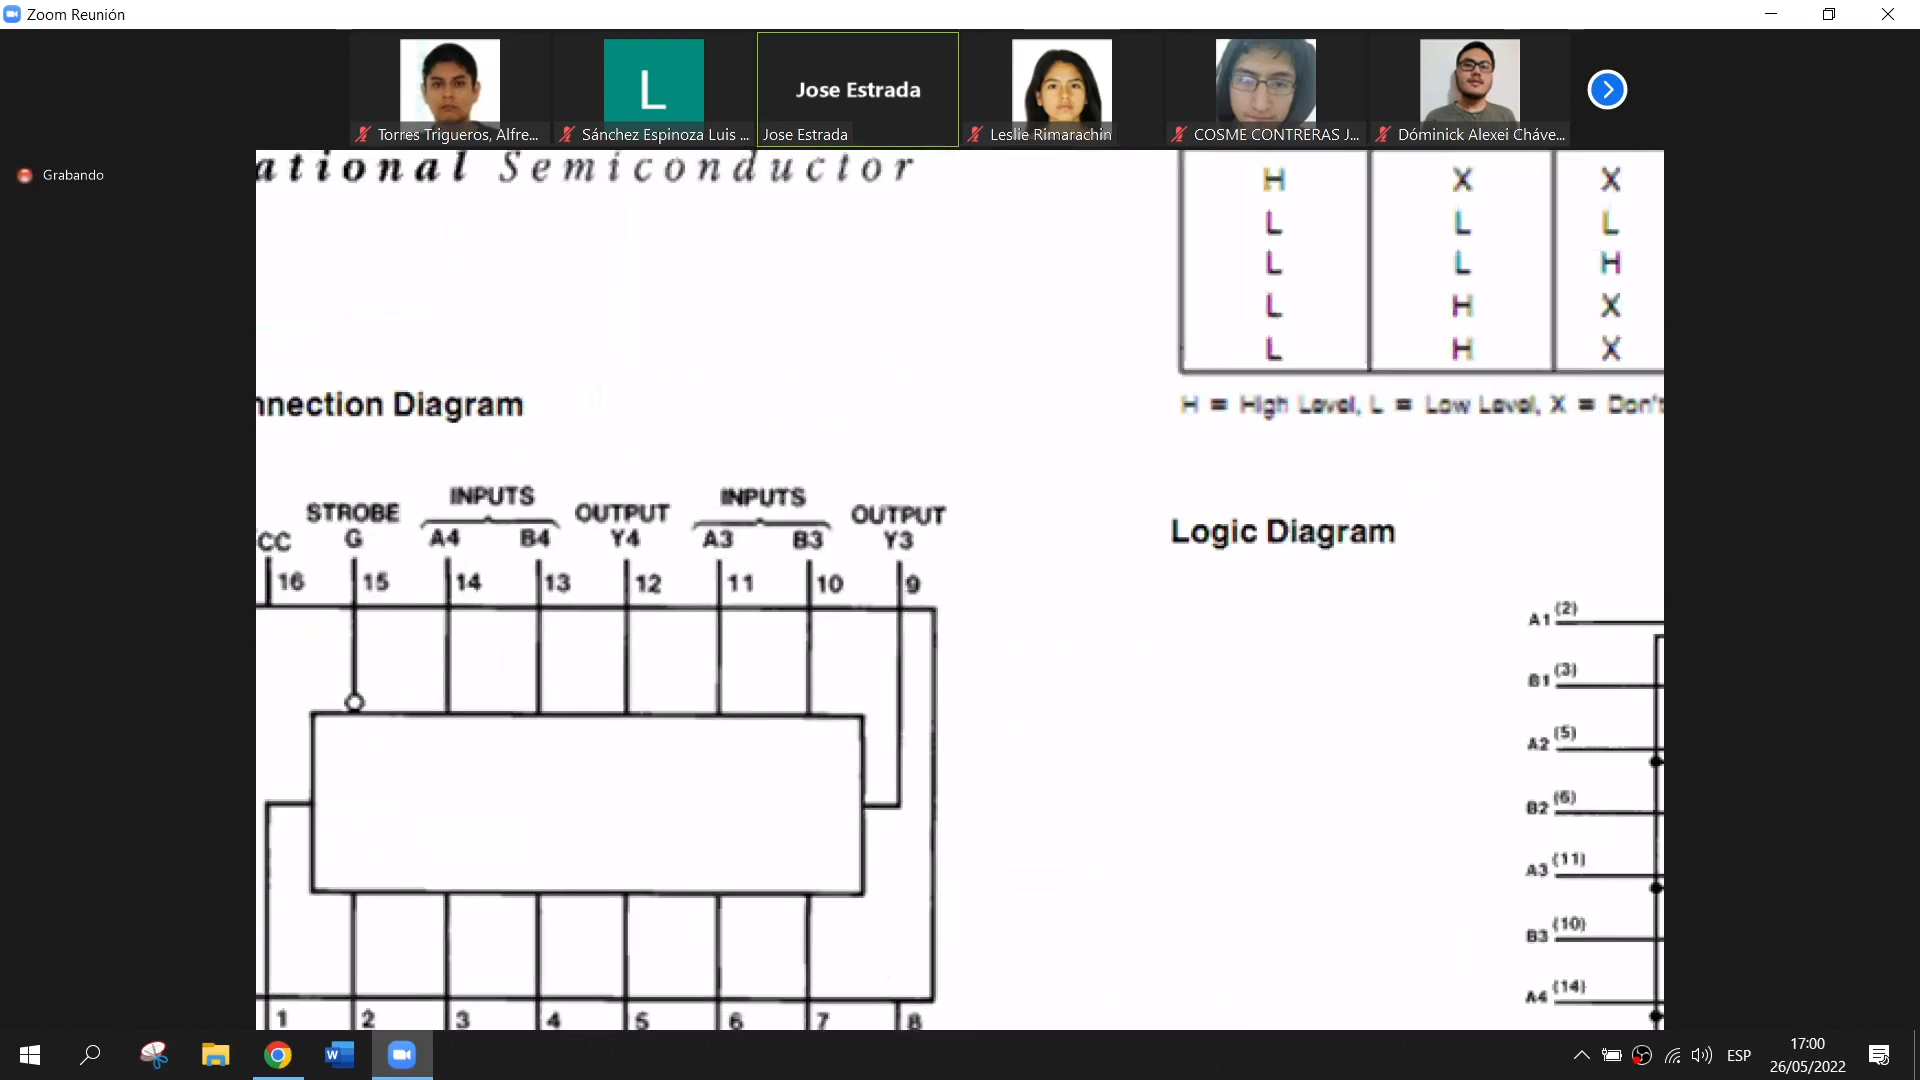 Zoom Reunión
L
Jose Estrada
Torres Trigueros, Alfre...
Sánchez Espinoza Luis ...
Jose Estrada
Leslie Rimarachin
COSME CONTRERAS J...
Dóminick Alexei Cháve...
Grabando
ational Semiconductor
H X X
L L L
L L H
L H X
L H X
H = High Level, L = Low Level, X = Don't
nnection Diagram
STROBE INPUTS OUTPUT INPUTS OUTPUT
CC G A4 B4 Y4 A3 B3 Y3
16 15 14 13 12 11 10 9
1 2 3 4 5 6 7 8
Logic Diagram
A1 (2)
B1 (3)
A2 (5)
B2 (6)
A3 (11)
B3 (10)
A4 (14)
W
ESP
17:00
26/05/2022